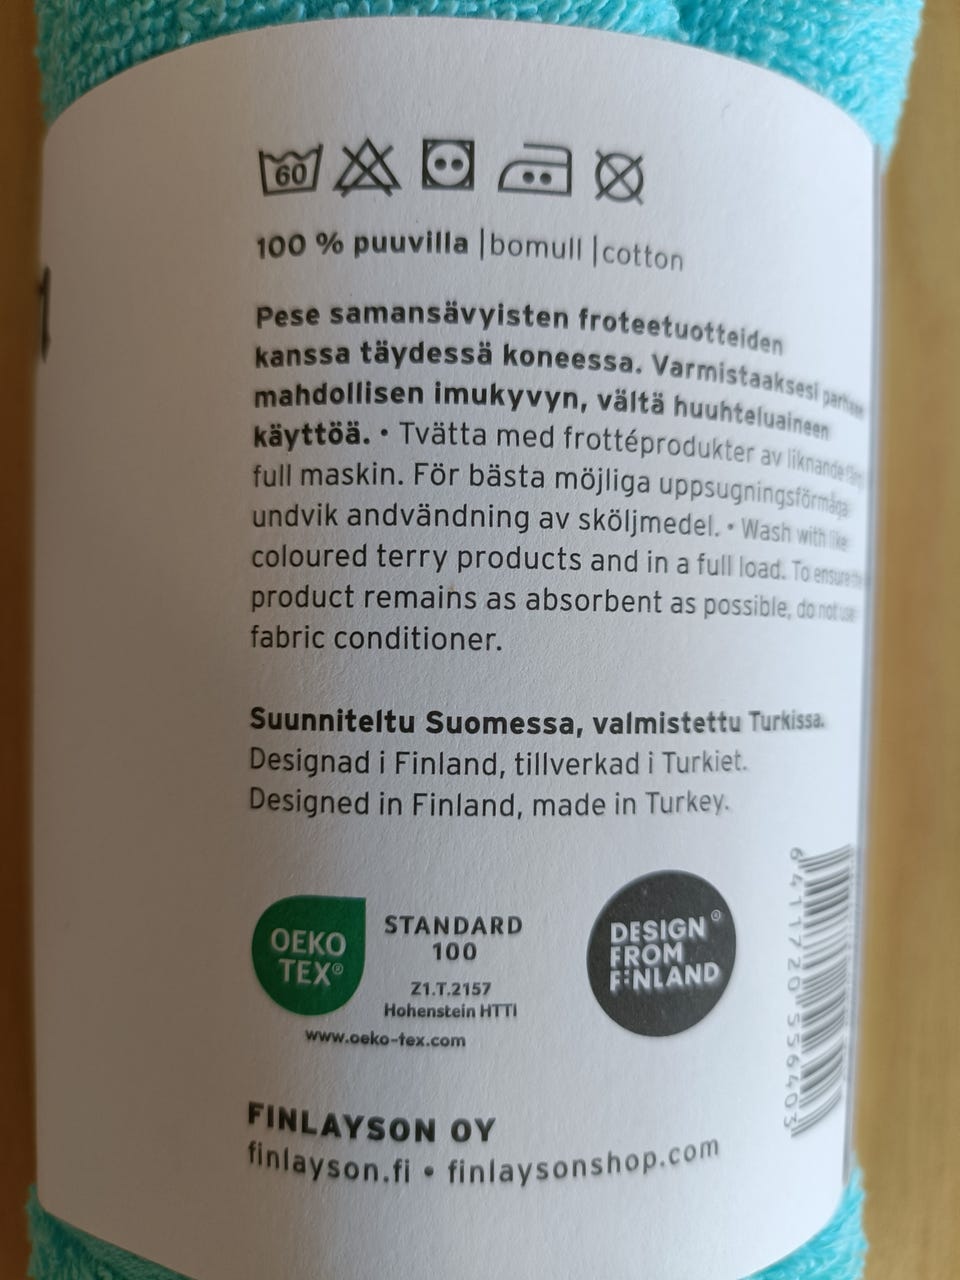 60
100 % puuvilla | bomull | cotton
Pese samansävyisten froteetuotteiden
kanssa täydessä koneessa. Varmistaaksesi parhaan
mahdollisen imukyvyn, vältä huuhteluaineen
käyttöä. • Tvätta med frottéprodukter av liknande färg
full maskin. För bästa möjliga uppsugningsförmåga
undvik andvändning av sköljmedel. • Wash with like
coloured terry products and in a full load. To ensure the
product remains as absorbent as possible, do not use
fabric conditioner.
Suunniteltu Suomessa, valmistettu Turkissa.
Designad i Finland, tillverkad i Turkiet.
Designed in Finland, made in Turkey.
OEKO
TEX®
STANDARD
100
Z1.T.2157
Hohenstein HTTI
www.oeko-tex.com
DESIGN®
FROM
FINLAND
6411720556403
FINLAYSON OY
finlayson.fi • finlaysonshop.com